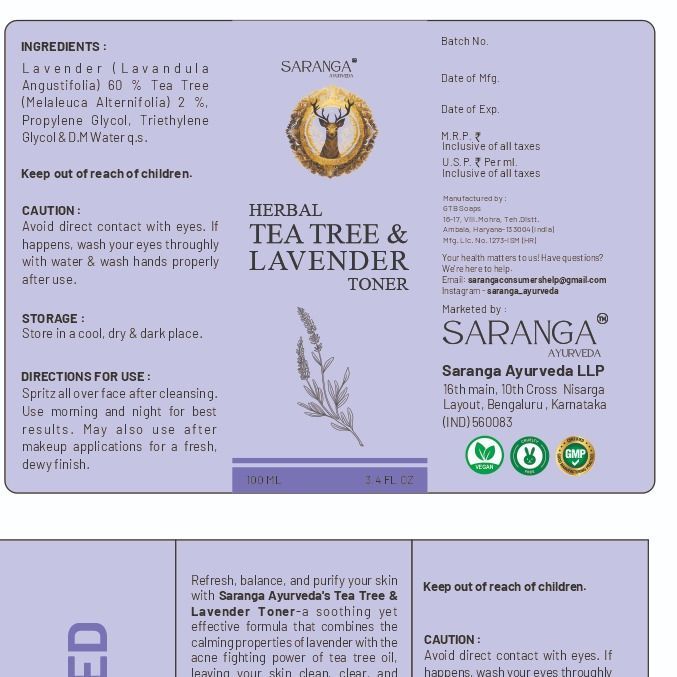 INGREDIENTS :
Lavender (Lavandula
Angustifolia) 60 % Tea Tree
(Melaleuca Alternifolia) 2 %,
Propylene Glycol, Triethylene
Glycol & D.M Water q.s.
Keep out of reach of children.
CAUTION :
Avoid direct contact with eyes. If
happens, wash your eyes throughly
with water & wash hands properly
after use.
STORAGE :
Store in a cool, dry & dark place.
DIRECTIONS FOR USE :
Spritz all over face after cleansing.
Use morning and night for best
results. May also use after
makeup applications for a fresh,
dewy finish.
SARANGA
AYURVEDA
HERBAL
TEA TREE &
LAVENDER
TONER
100 ML 3.4 FL OZ
Batch No.
Date of Mfg.
Date of Exp.
M.R.P. ₹
Inclusive of all taxes
U.S.P. ₹ Per ml.
Inclusive of all taxes
Manufactured by :
GTB Soaps
16-17, Vill. Mohra, Teh. Distt.
Ambala, Haryana-133004 (India)
Mfg. Lic. No. 1273-ISM (HR)
Your health matters to us! Have questions?
We're here to help.
Email: sarangaconsumershelp@gmail.com
Instagram - saranga_ayurveda
Marketed by :
SARANGA TM
AYURVEDA
Saranga Ayurveda LLP
16th main, 10th Cross Nisarga
Layout, Bengaluru , Karnataka
(IND) 560083
VEGAN
CRUELTY
FREE
GMP
ED
Refresh, balance, and purify your skin
with Saranga Ayurveda's Tea Tree &
Lavender Toner-a soothing yet
effective formula that combines the
calming properties of lavender with the
acne fighting power of tea tree oil,
leaving your skin clean, clear, and
Keep out of reach of children.
CAUTION :
Avoid direct contact with eyes. If
happens, wash your eyes throughly